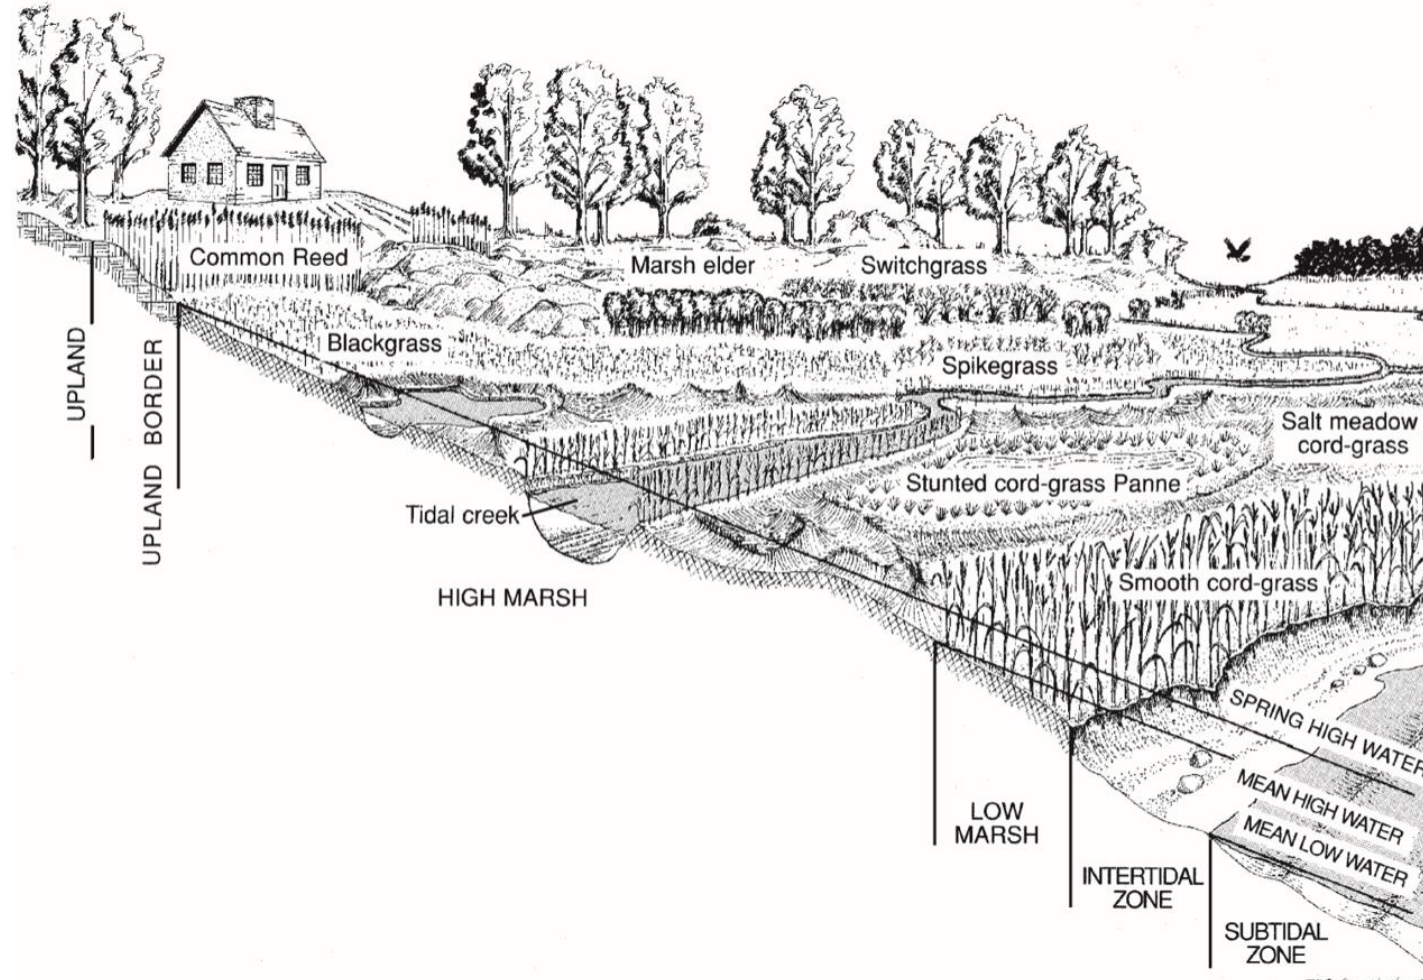 Common Reed
Marsh elder
Switchgrass
Blackgrass
Spikegrass
Salt meadow
cord-grass
Stunted cord-grass Panne
Tidal creek
Smooth cord-grass
UPLAND
UPLAND BORDER
HIGH MARSH
LOW
MARSH
INTERTIDAL
ZONE
SUBTIDAL
ZONE
SPRING HIGH WATER
MEAN HIGH WATER
MEAN LOW WATER